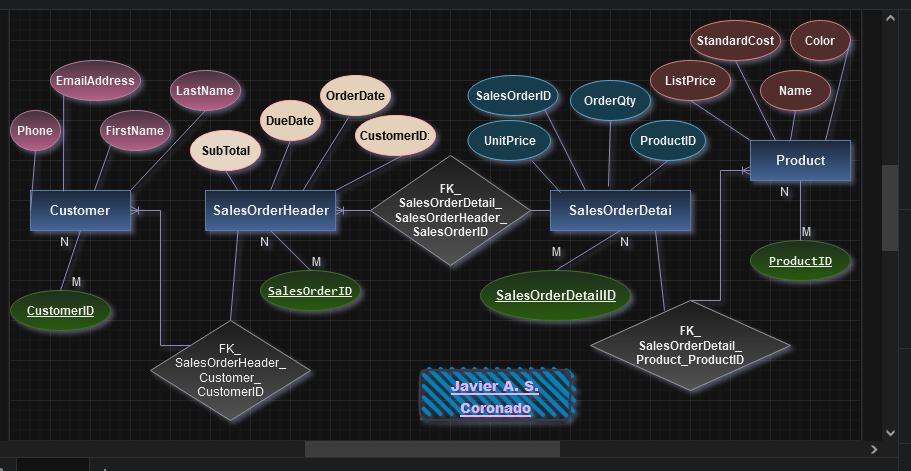 StandardCost
Color
EmailAddress
LastName
ListPrice
Name
SalesOrderID
OrderQty
OrderDate
DueDate
Phone
FirstName
CustomerID:
SubTotal
UnitPrice
ProductID
Product
N
M
ProductID
Customer
N
M
CustomerID
SalesOrderHeader
N
M
SalesOrderID
FK_
SalesOrderDetail_
SalesOrderHeader_
SalesOrderID
SalesOrderDetai
M
N
SalesOrderDetailID
FK_
SalesOrderHeader_
Customer_
CustomerID
FK_
SalesOrderDetail_
Product_ProductID
Javier A. S.
Coronado